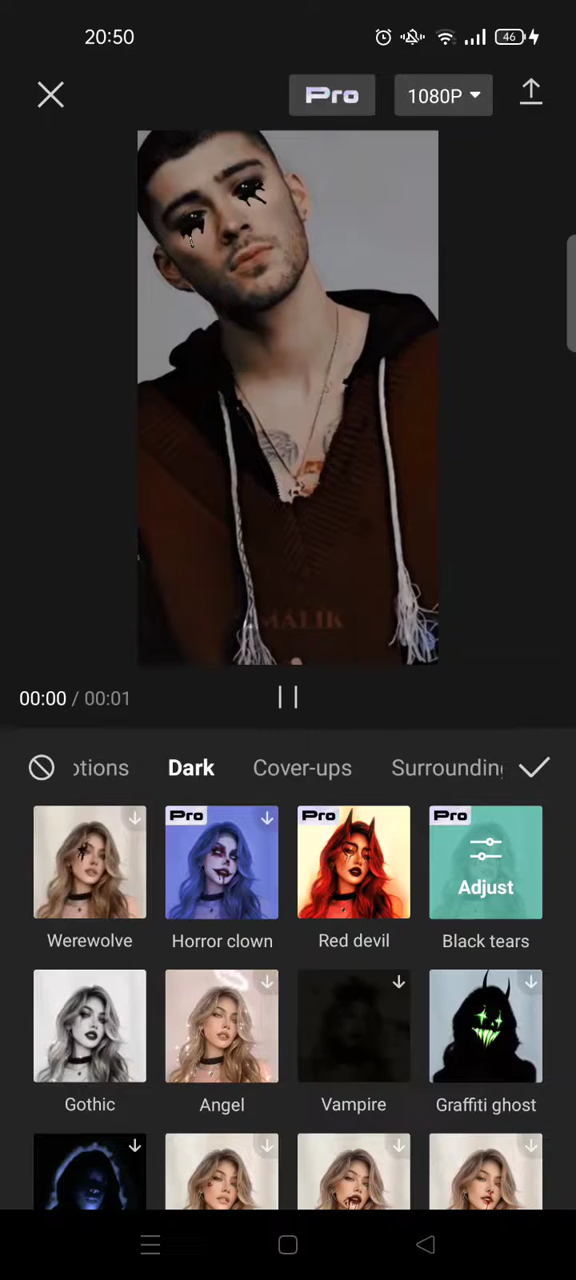 20:50
46
Pro
1080P
MALIK
00:00 / 00:01
otions Dark Cover-ups Surrounding
Pro Pro Pro
Adjust
Werewolve Horror clown Red devil Black tears
Gothic Angel Vampire Graffiti ghost